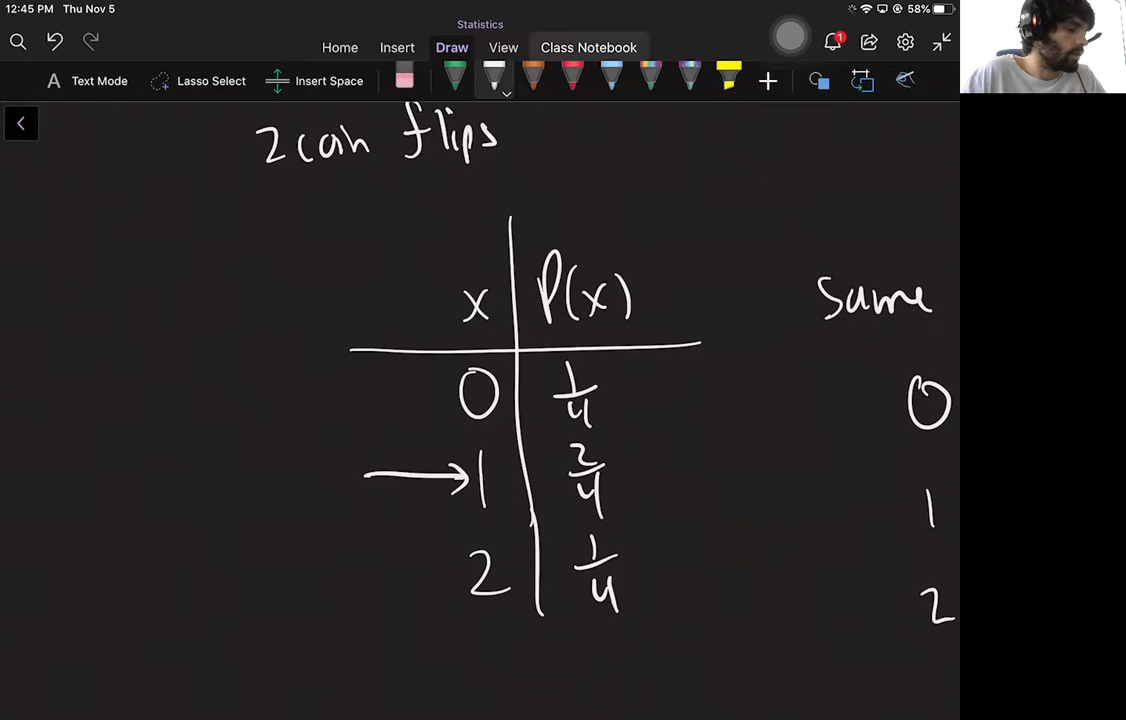 12:45 PM Thu Nov 5
58%
Statistics
Home Insert Draw View Class Notebook
1
A Text Mode Lasso Select Insert Space
2 coin flips
x P(x)
same
0 1/4
0
1 2/4
1
2 1/4
2